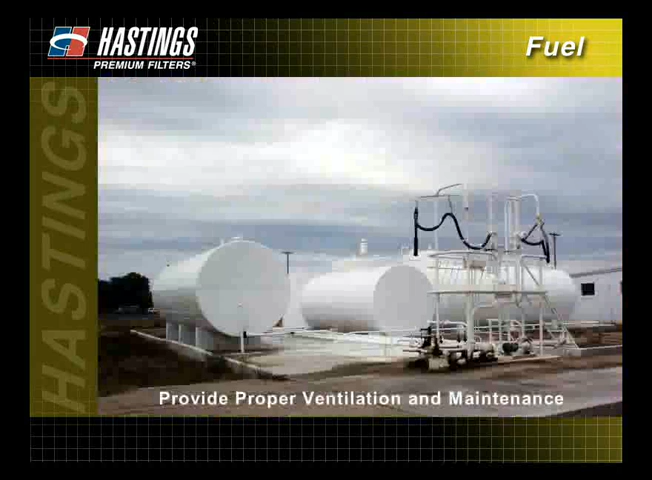 HASTINGS
PREMIUM FILTERS®
Fuel
HASTINGS
Provide Proper Ventilation and Maintenance